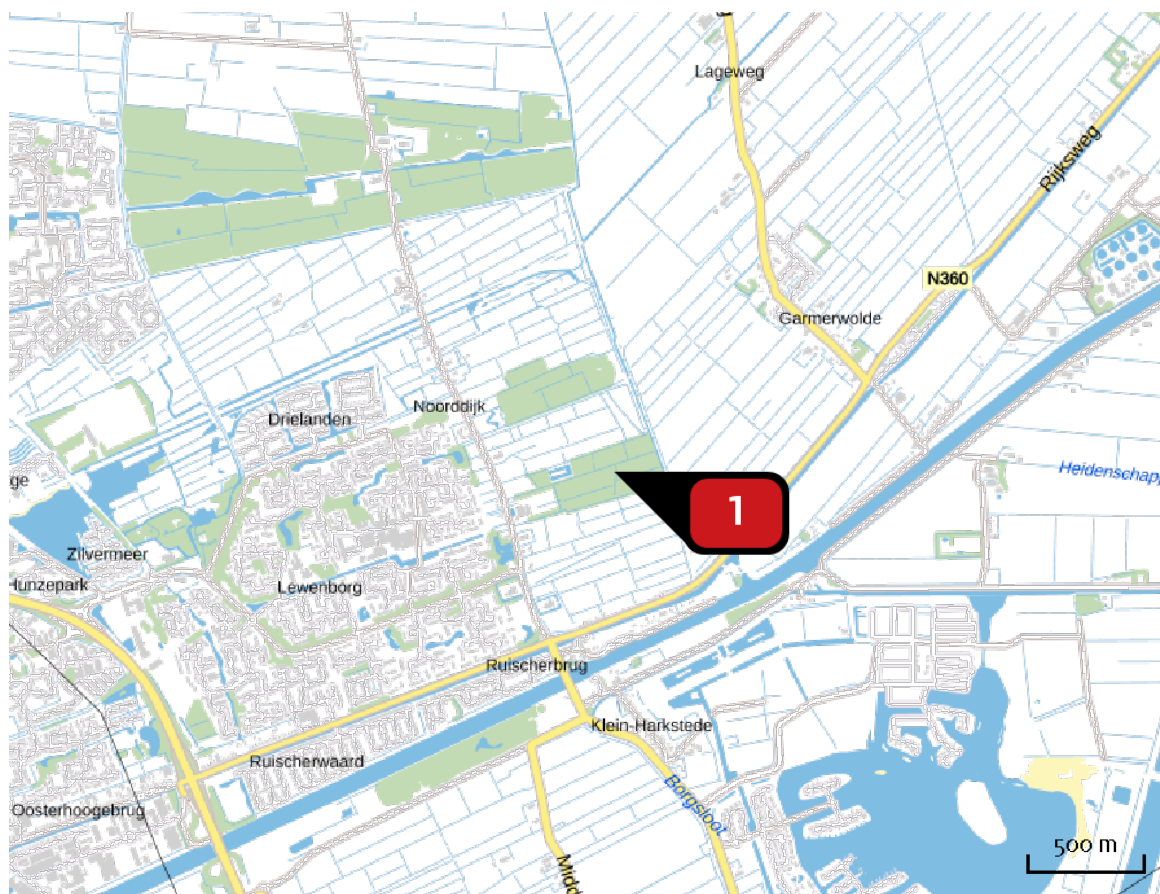 Lageweg
Rijksweg
N360
Garmerwolde
Noorddijk
Drielanden
Heidenschap
ge
1
Zilvermeer
Hunzepark
Lewenborg
Ruischerbrug
Klein-Harkstede
Ruischerwaard
Borgsloot
Oosterhoogebrug
500 m
Midd